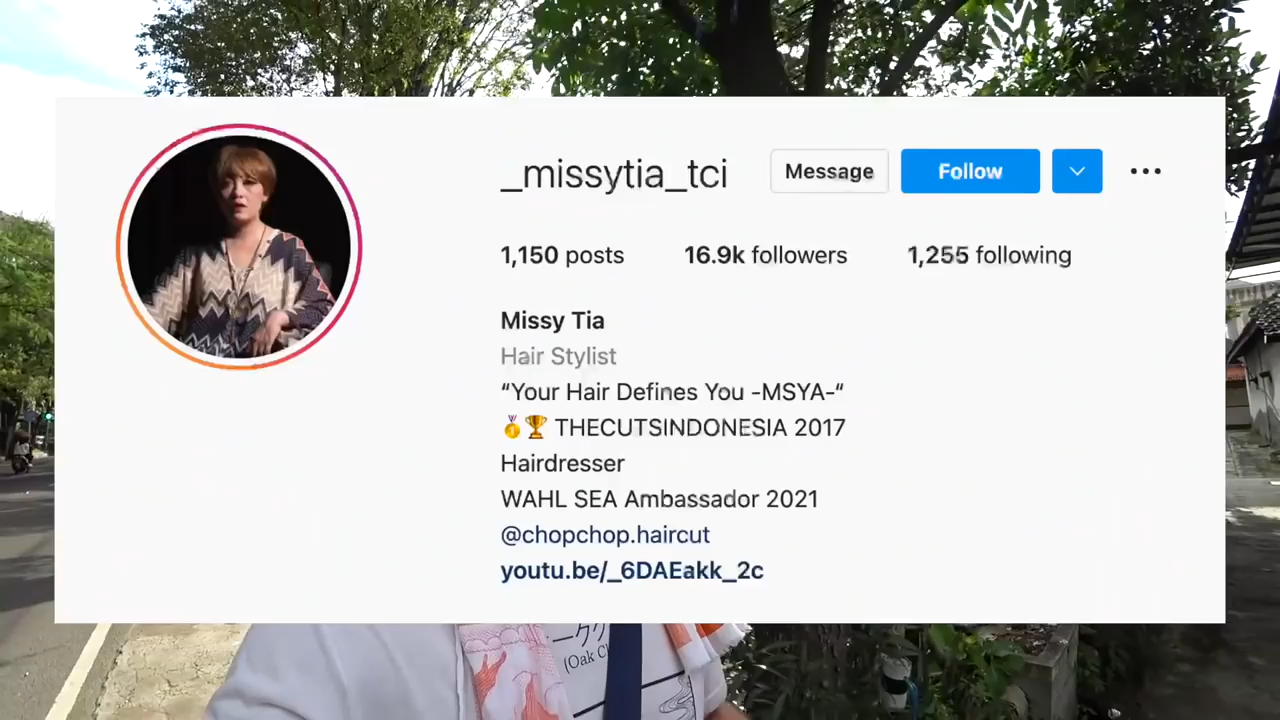 _missytia_tci Message Follow
1,150 posts 16.9k followers 1,255 following
Missy Tia
Hair Stylist
“Your Hair Defines You -MSYA-“
🥇🏆 THECUTSINDONESIA 2017
Hairdresser
WAHL SEA Ambassador 2021
@chopchop.haircut
youtu.be/_6DAEakk_2c
(Oak